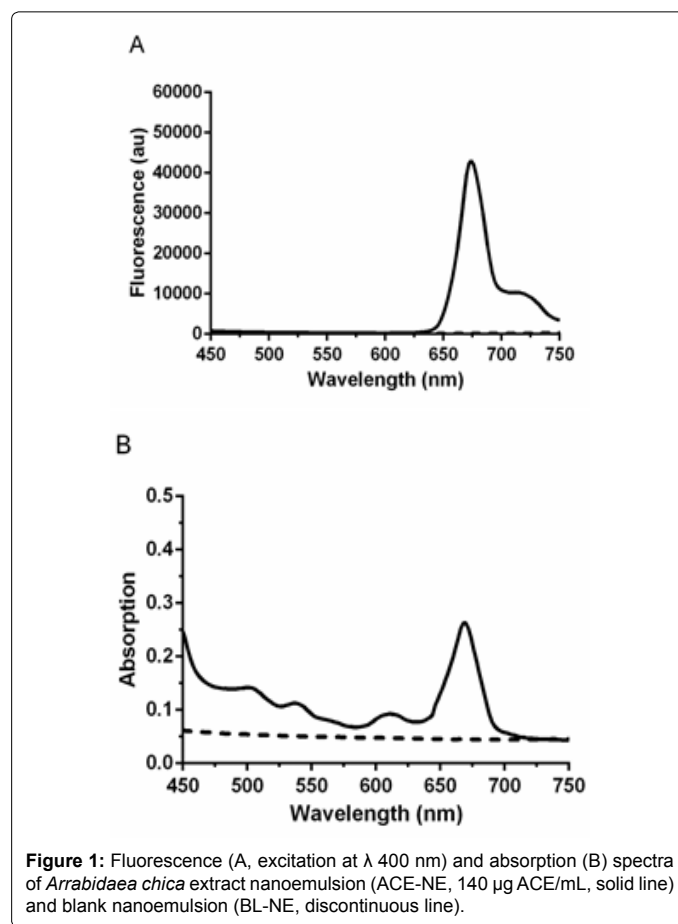 A
60000
50000
40000
30000
20000
10000
0
Fluorescence (au)
450 500 550 600 650 700 750
Wavelength (nm)
B
0.5
0.4
0.3
0.2
0.1
0.0
Absorption
450 500 550 600 650 700 750
Wavelength (nm)
Figure 1: Fluorescence (A, excitation at λ 400 nm) and absorption (B) spectra
of Arrabidaea chica extract nanoemulsion (ACE-NE, 140 µg ACE/mL, solid line)
and blank nanoemulsion (BL-NE, discontinuous line).